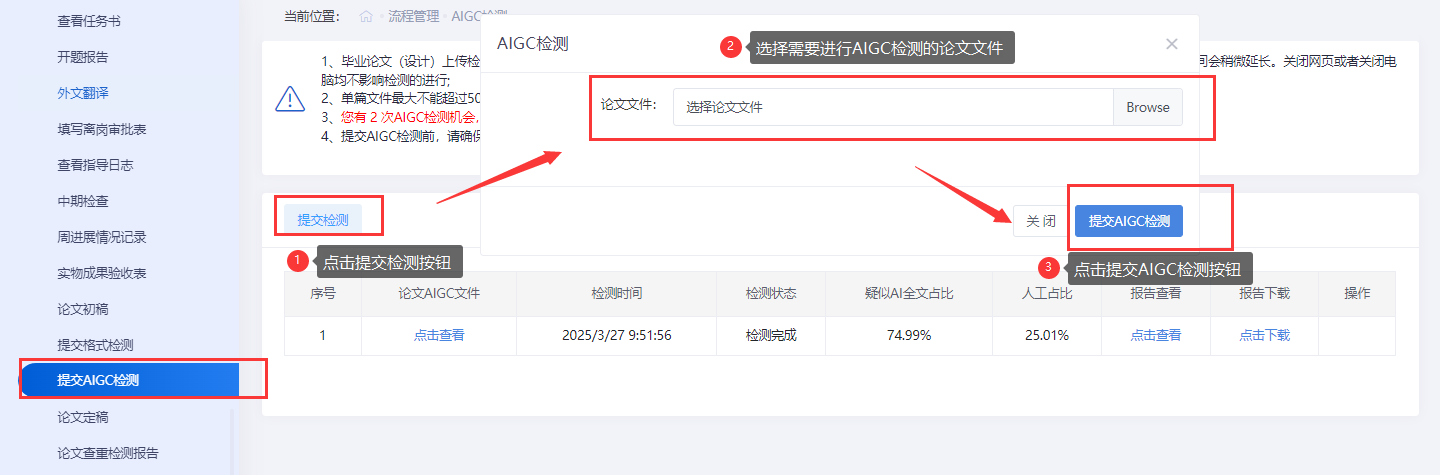 查看任务书
开题报告
外文翻译
填写离岗审批表
查看指导日志
中期检查
周进展情况记录
实物成果验收表
论文初稿
提交格式检测
提交AIGC检测
论文定稿
论文查重检测报告
当前位置：
流程管理
AIGC检测
1、毕业论文（设计）上传检
间会稍微延长。关闭网页或者关闭电
脑均不影响检测的进行;
2、单篇文件最大不能超过50
3、您有 2 次AIGC检测机会，
4、提交AIGC检测前，请确保
AIGC检测
2 选择需要进行AIGC检测的论文文件
×
论文文件：
选择论文文件
Browse
关 闭
提交AIGC检测
提交检测
1 点击提交检测按钮
3 点击提交AIGC检测按钮
序号 论文AIGC文件 检测时间 检测状态 疑似AI全文占比 人工占比 报告查看 报告下载 操作
1 点击查看 2025/3/27 9:51:56 检测完成 74.99% 25.01% 点击查看 点击下载